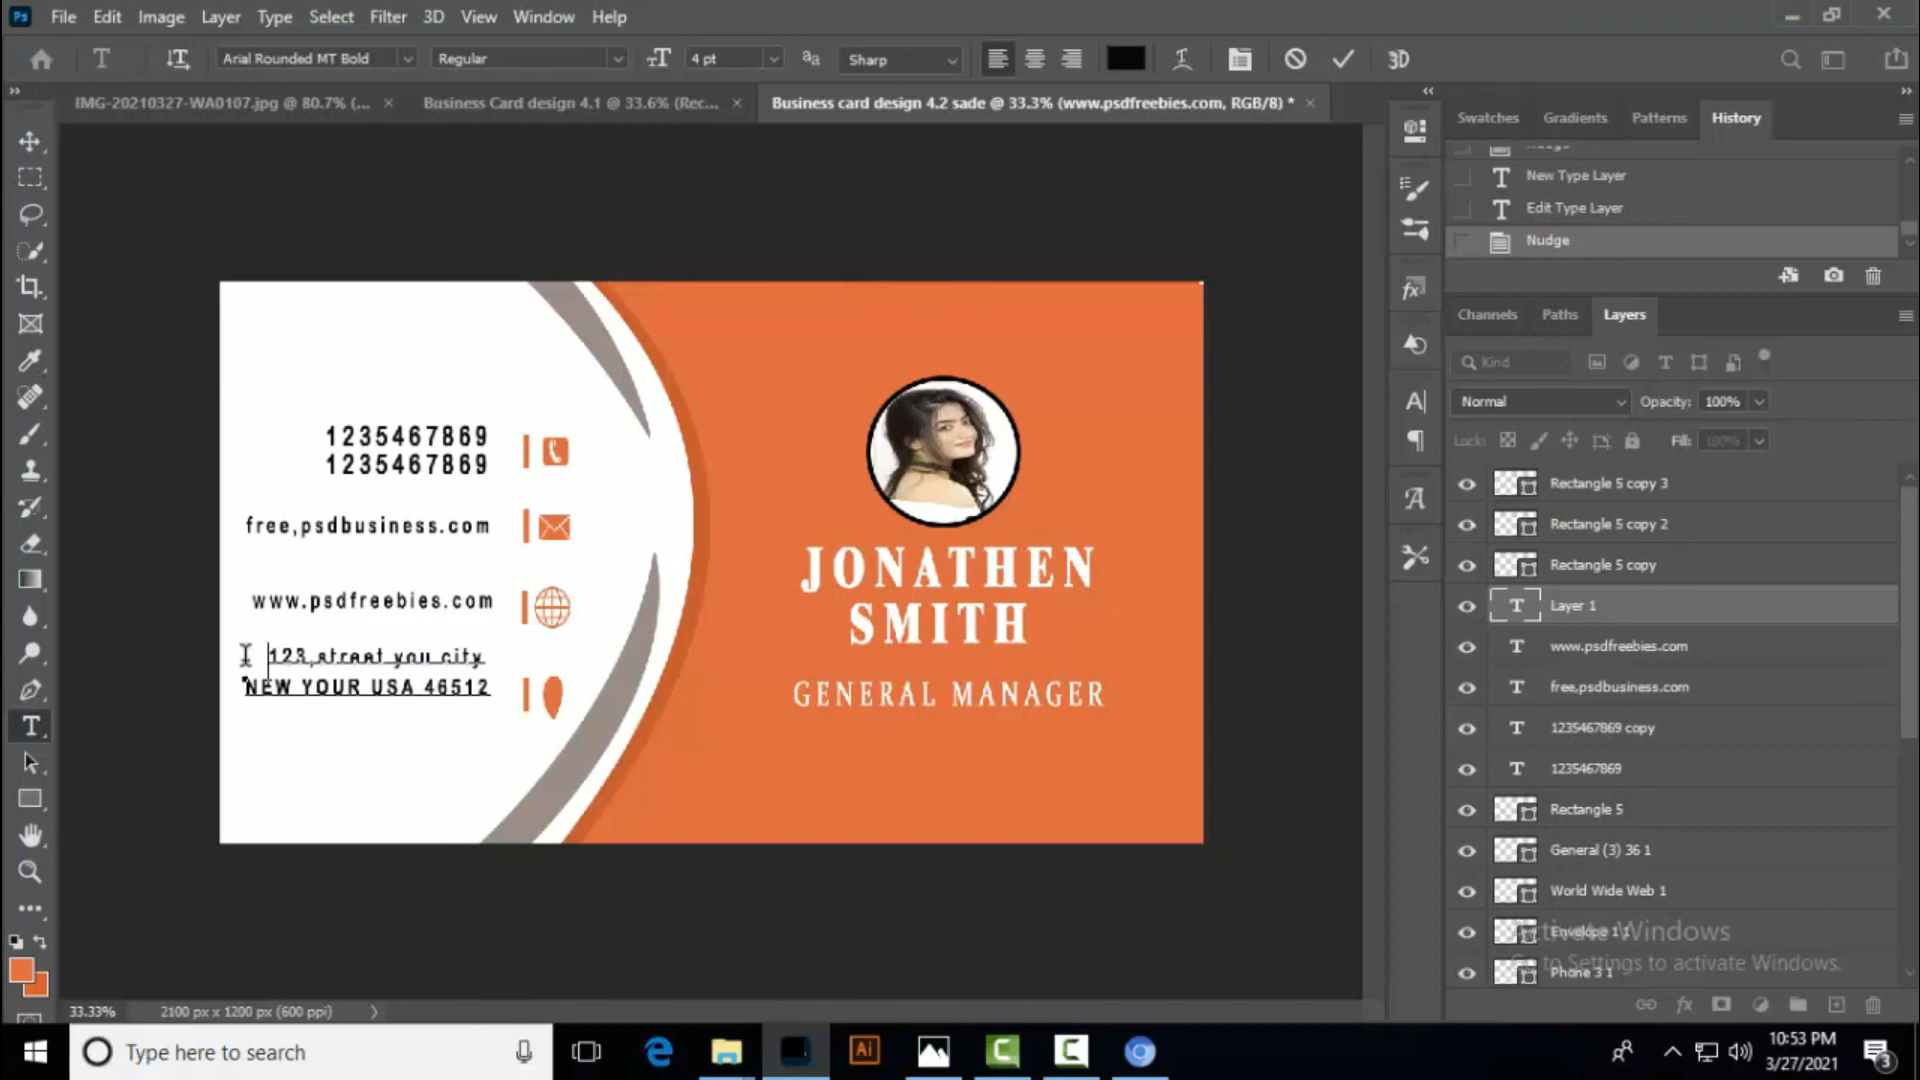 Ps File Edit Image Layer Type Select Filter 3D View Window Help
Arial Rounded MT Bold Regular 4 pt Sharp 3D
IMG-20210327-WA0107.jpg @ 80.7% (... Business Card design 4.1 @ 33.6% (Rec... Business card design 4.2 sade @ 33.3% (www.psdfreebies.com, RGB/8) *
Swatches Gradients Patterns History
Nudge
New Type Layer
Edit Type Layer
Nudge
Channels Paths Layers
Kind
Normal Opacity: 100%
Lock: Fill: 100%
Rectangle 5 copy 3
Rectangle 5 copy 2
Rectangle 5 copy
Layer 1
www.psdfreebies.com
free,psdbusiness.com
1235467869 copy
1235467869
Rectangle 5
General (3) 36 1
World Wide Web 1
Envelope 1 1
Phone 3 1
Activate Windows
Go to Settings to activate Windows.
1235467869
1235467869
free,psdbusiness.com
www.psdfreebies.com
123,street you city
NEW YOUR USA 46512
JONATHEN
SMITH
GENERAL MANAGER
33.33% 2100 px x 1200 px (600 ppi)
Type here to search
Ai
10:53 PM
3/27/2021
3